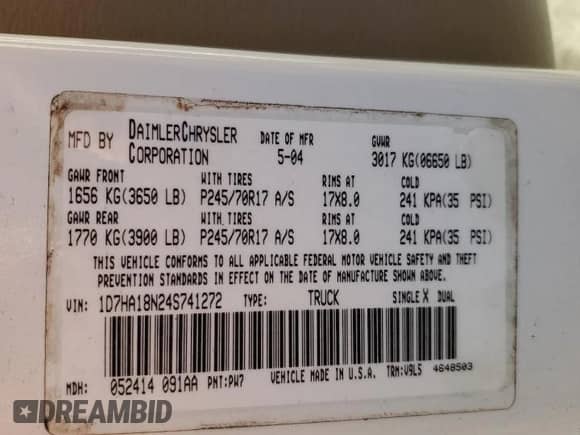 MFD BY DAIMLERCHRYSLER CORPORATION DATE OF MFR 5-04 GVWR 3017 KG(06650 LB)
GAWR FRONT WITH TIRES RIMS AT COLD
1656 KG(3650 LB) P245/70R17 A/S 17X8.0 241 KPA(35 PSI)
GAWR REAR WITH TIRES RIMS AT COLD
1770 KG(3900 LB) P245/70R17 A/S 17X8.0 241 KPA(35 PSI)
THIS VEHICLE CONFORMS TO ALL APPLICABLE FEDERAL MOTOR VEHICLE SAFETY AND THEFT
PREVENTION STANDARDS IN EFFECT ON THE DATE OF MANUFACTURE SHOWN ABOVE.
VIN: 1D7HA18N24S741272 TYPE: TRUCK SINGLE X DUAL
MDH: 052414 091AA PNT:PW7 VEHICLE MADE IN U.S.A. TRM:V9L5 4648503
DREAMBID